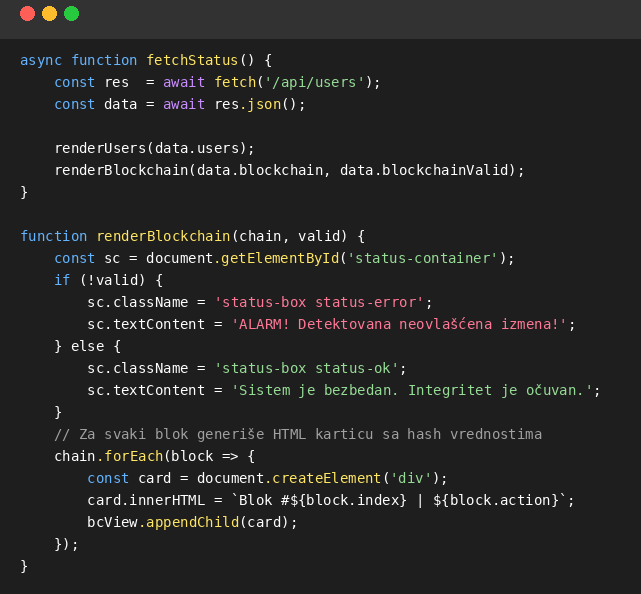 async function fetchStatus() {
    const res  = await fetch('/api/users');
    const data = await res.json();

    renderUsers(data.users);
    renderBlockchain(data.blockchain, data.blockchainValid);
}

function renderBlockchain(chain, valid) {
    const sc = document.getElementById('status-container');
    if (!valid) {
        sc.className = 'status-box status-error';
        sc.textContent = 'ALARM! Detektovana neovlašćena izmena!';
    } else {
        sc.className = 'status-box status-ok';
        sc.textContent = 'Sistem je bezbedan. Integritet je očuvan.';
    }
    // Za svaki blok generiše HTML karticu sa hash vrednostima
    chain.forEach(block => {
        const card = document.createElement('div');
        card.innerHTML = `Blok #${block.index} | ${block.action}`;
        bcView.appendChild(card);
    });
}